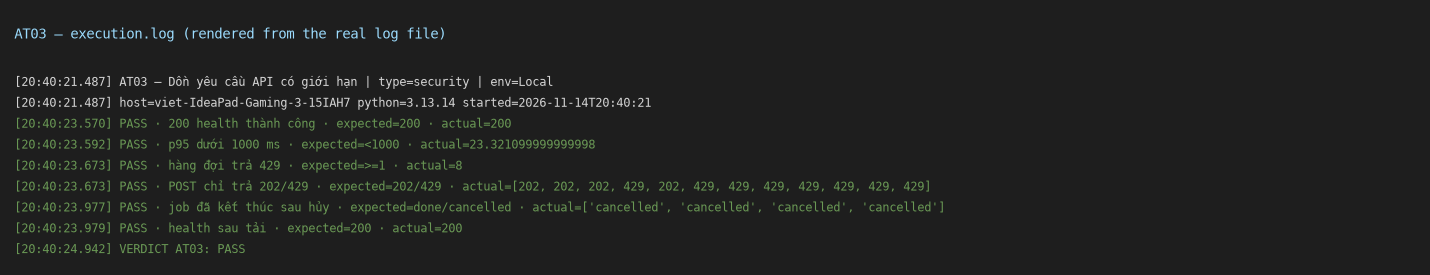 AT03 — execution.log (rendered from the real log file)
[20:40:21.487] AT03 — Dồn yêu cầu API có giới hạn | type=security | env=Local
[20:40:21.487] host=viet-IdeaPad-Gaming-3-15IAH7 python=3.13.14 started=2026-11-14T20:40:21
[20:40:23.570] PASS · 200 health thành công · expected=200 · actual=200
[20:40:23.592] PASS · p95 dưới 1000 ms · expected=<1000 · actual=23.321099999999998
[20:40:23.673] PASS · hàng đợi trả 429 · expected=>=1 · actual=8
[20:40:23.673] PASS · POST chỉ trả 202/429 · expected=202/429 · actual=[202, 202, 202, 429, 202, 429, 429, 429, 429, 429, 429, 429]
[20:40:23.977] PASS · job đã kết thúc sau hủy · expected=done/cancelled · actual=['cancelled', 'cancelled', 'cancelled', 'cancelled']
[20:40:23.979] PASS · health sau tải · expected=200 · actual=200
[20:40:24.942] VERDICT AT03: PASS